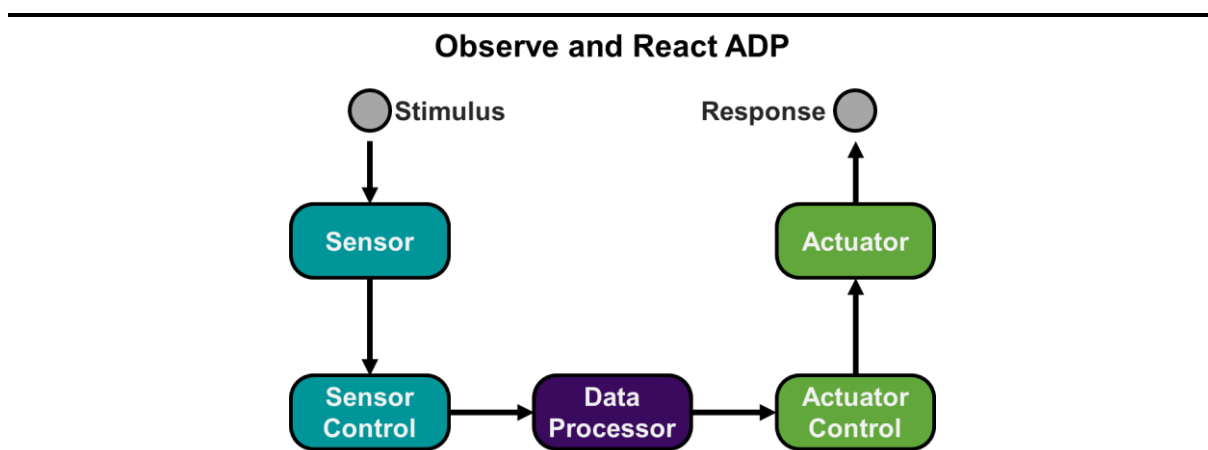 Observe and React ADP
Stimulus
Response
Sensor
Actuator
Sensor
Control
Data
Processor
Actuator
Control